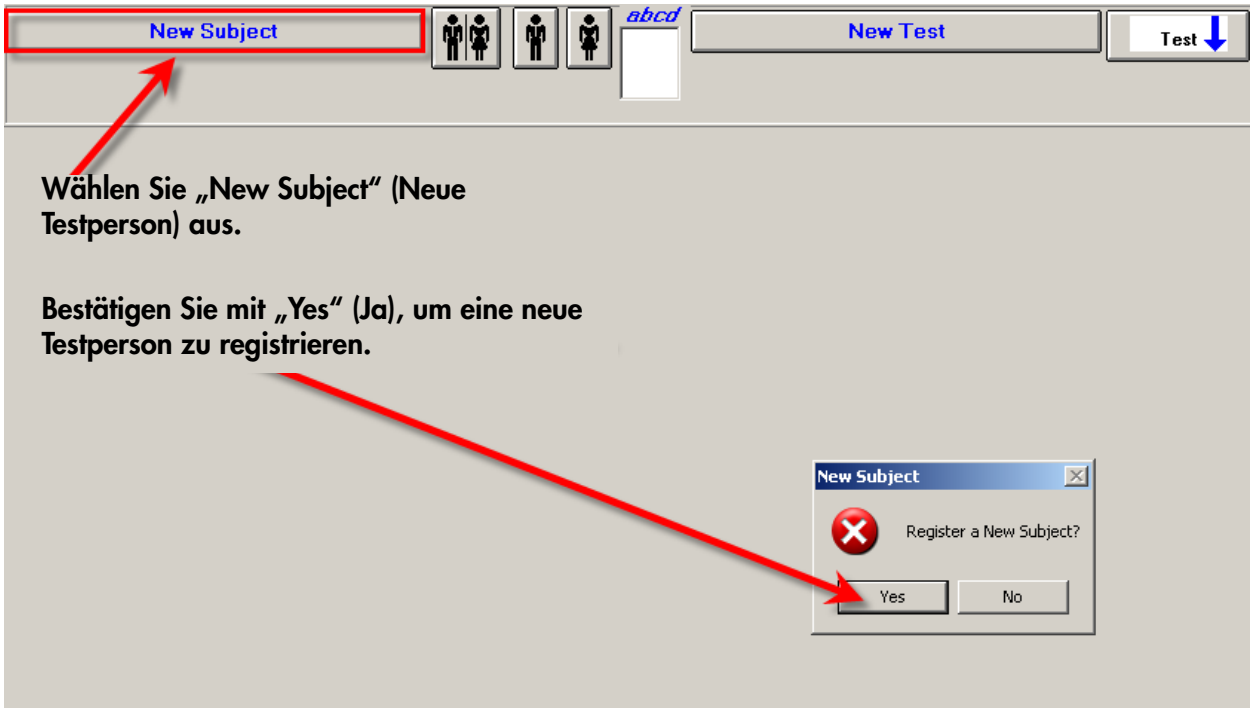 New Subject
abcd
New Test
Test
Wählen Sie „New Subject“ (Neue
Testperson) aus.
Bestätigen Sie mit „Yes“ (Ja), um eine neue
Testperson zu registrieren.
New Subject
Register a New Subject?
Yes
No